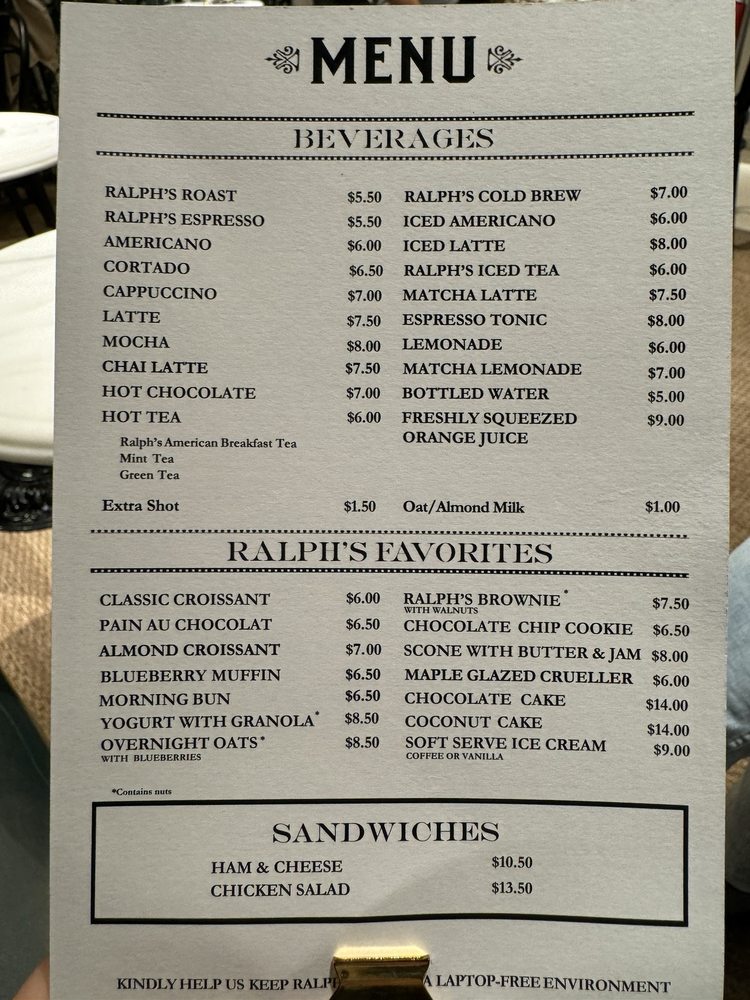 MENU
BEVERAGES
RALPH'S ROAST $5.50
RALPH'S ESPRESSO $5.50
AMERICANO $6.00
CORTADO $6.50
CAPPUCCINO $7.00
LATTE $7.50
MOCHA $8.00
CHAI LATTE $7.50
HOT CHOCOLATE $7.00
HOT TEA $6.00
Ralph's American Breakfast Tea
Mint Tea
Green Tea
Extra Shot $1.50
RALPH'S COLD BREW $7.00
ICED AMERICANO $6.00
ICED LATTE $8.00
RALPH'S ICED TEA $6.00
MATCHA LATTE $7.50
ESPRESSO TONIC $8.00
LEMONADE $6.00
MATCHA LEMONADE $7.00
BOTTLED WATER $5.00
FRESHLY SQUEEZED $9.00
ORANGE JUICE
Oat/Almond Milk $1.00
RALPH'S FAVORITES
CLASSIC CROISSANT $6.00
PAIN AU CHOCOLAT $6.50
ALMOND CROISSANT $7.00
BLUEBERRY MUFFIN $6.50
MORNING BUN $6.50
YOGURT WITH GRANOLA* $8.50
OVERNIGHT OATS* $8.50
WITH BLUEBERRIES
*Contains nuts
RALPH'S BROWNIE* $7.50
WITH WALNUTS
CHOCOLATE CHIP COOKIE $6.50
SCONE WITH BUTTER & JAM $8.00
MAPLE GLAZED CRUELLER $6.00
CHOCOLATE CAKE $14.00
COCONUT CAKE $14.00
SOFT SERVE ICE CREAM $9.00
COFFEE OR VANILLA
SANDWICHES
HAM & CHEESE $10.50
CHICKEN SALAD $13.50
KINDLY HELP US KEEP A LAPTOP-FREE ENVIRONMENT